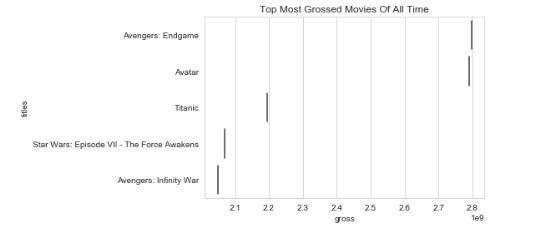 Top Most Grossed Movies Of All Time
Avengers: Endgame
Avatar
Titanic
Star Wars: Episode VII - The Force Awakens
Avengers: Infinity War
titles
2.1 2.2 2.3 2.4 2.5 2.6 2.7 2.8
1e9
gross